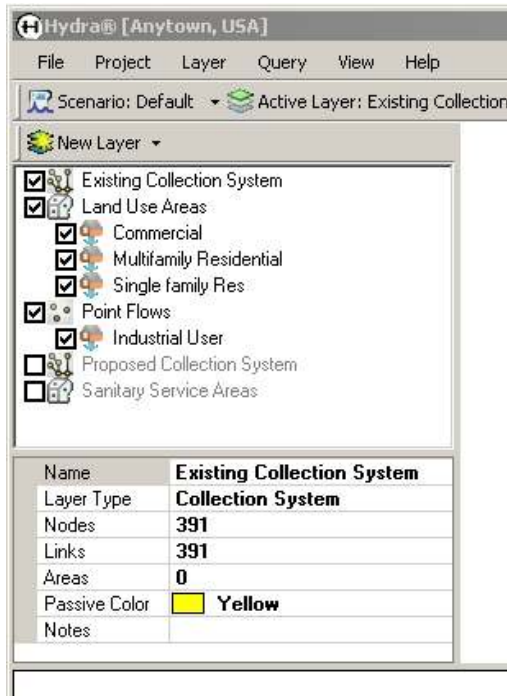 Hydra® [Anytown, USA]
File Project Layer Query View Help
Scenario: Default Active Layer: Existing Collection
New Layer
Existing Collection System
Land Use Areas
Commercial
Multifamily Residential
Single family Res
Point Flows
Industrial User
Proposed Collection System
Sanitary Service Areas
Name Existing Collection System
Layer Type Collection System
Nodes 391
Links 391
Areas 0
Passive Color Yellow
Notes